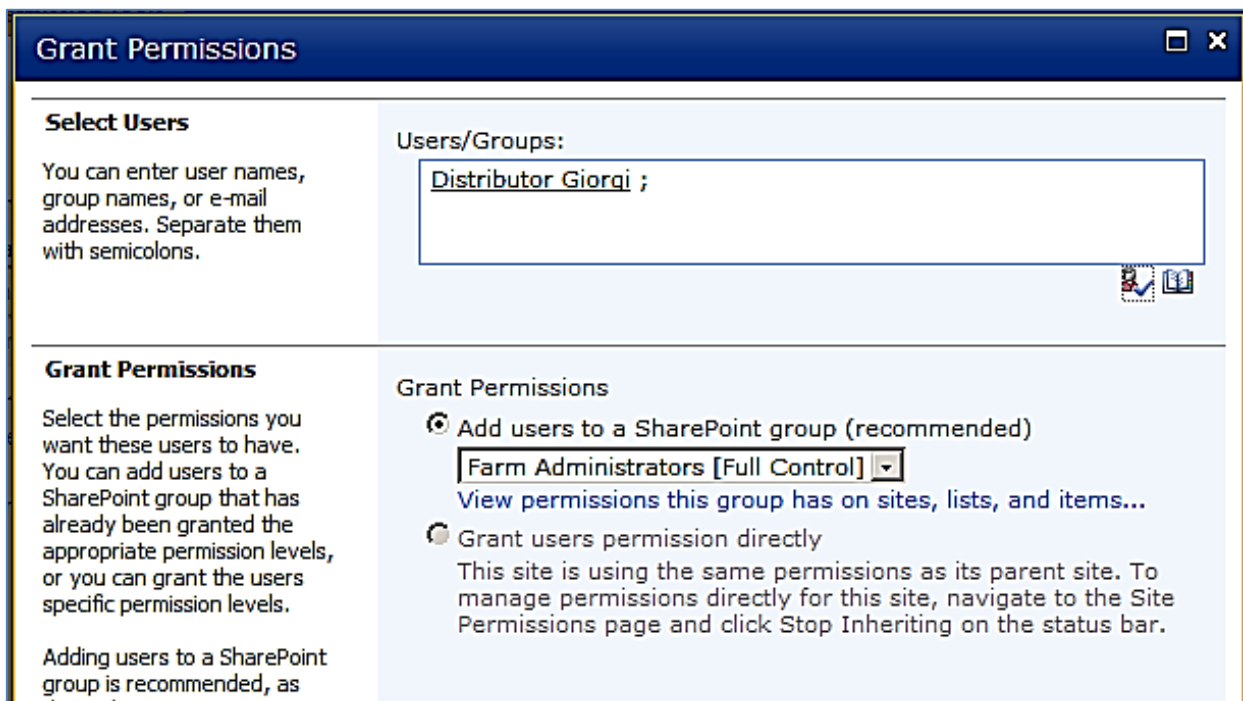 Grant Permissions
Select Users
You can enter user names,
group names, or e-mail
addresses. Separate them
with semicolons.
Users/Groups:
Distributor Giorgi ;
Grant Permissions
Select the permissions you
want these users to have.
You can add users to a
SharePoint group that has
already been granted the
appropriate permission levels,
or you can grant the users
specific permission levels.
Adding users to a SharePoint
group is recommended, as
Grant Permissions
Add users to a SharePoint group (recommended)
Farm Administrators [Full Control]
View permissions this group has on sites, lists, and items...
Grant users permission directly
This site is using the same permissions as its parent site. To
manage permissions directly for this site, navigate to the Site
Permissions page and click Stop Inheriting on the status bar.